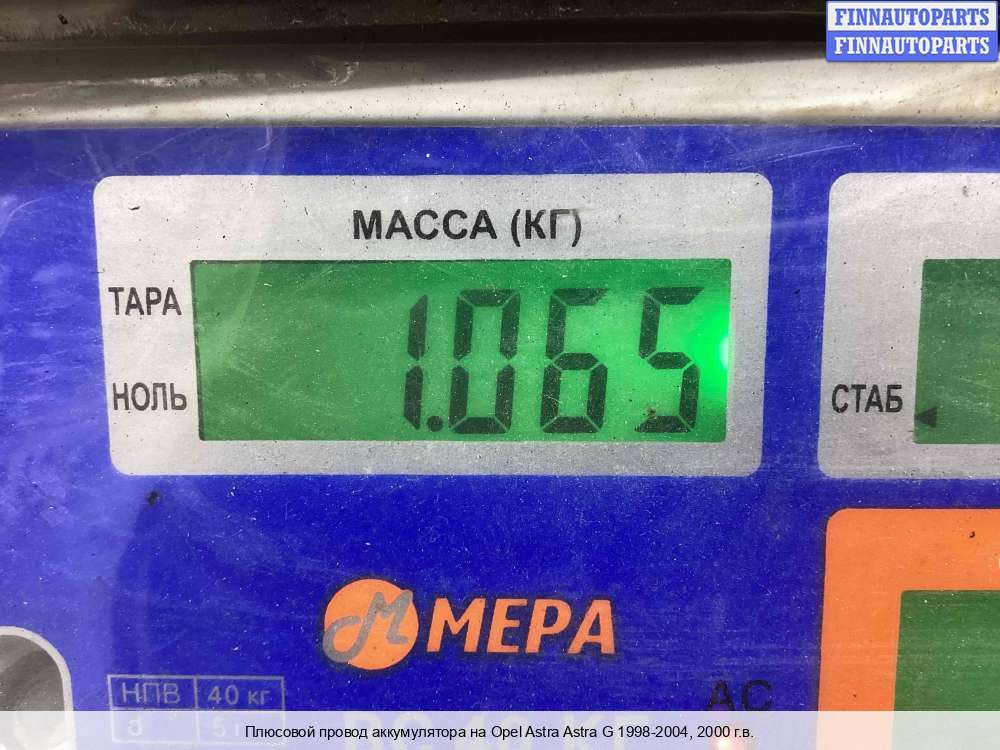 FINNAUTOPARTS
FINNAUTOPARTS
МАССА (КГ)
ТАРА
1.065
НОЛЬ
СТАБ
МЕРА
НПВ 40 кг
d 5
АС
Плюсовой провод аккумулятора на Opel Astra Astra G 1998-2004, 2000 г.в.